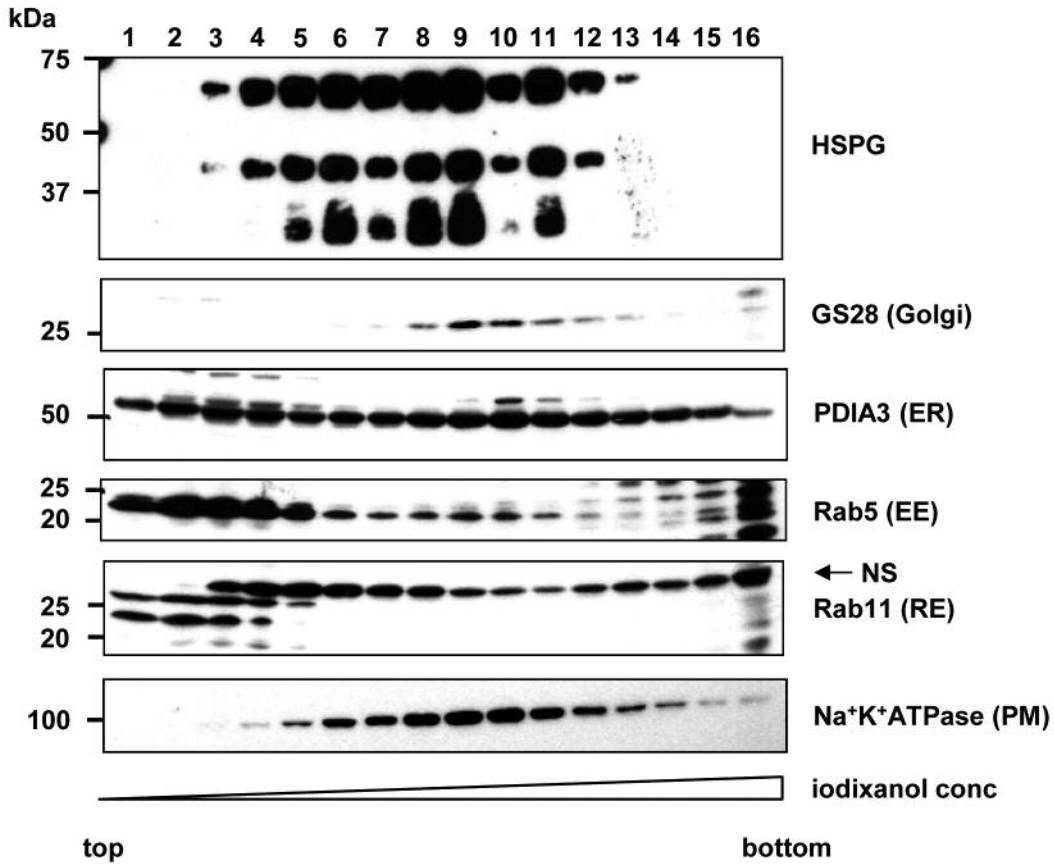 kDa
1 2 3 4 5 6 7 8 9 10 11 12 13 14 15 16
75
50
37
HSPG
25
GS28 (Golgi)
50
PDIA3 (ER)
25
20
Rab5 (EE)
← NS
25
20
Rab11 (RE)
100
Na⁺K⁺ATPase (PM)
iodixanol conc
top bottom